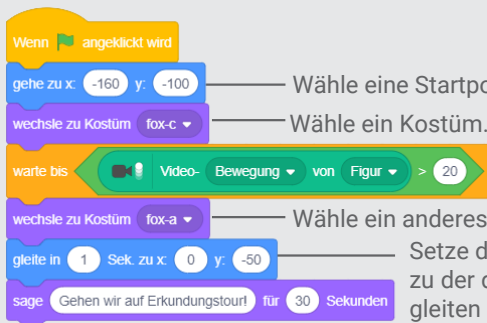 Wenn angeklickt wird
gehe zu x: -160 y: -100
Wähle eine
wechsle zu Kostüm fox-c
Wähle ein Kostüm.
warte bis Video- Bewegung von Figur > 20
wechsle zu Kostüm fox-a
Wähle ein anderes
gleite in 1 Sek. zu x: 0 y: -50
Setze
zu der
gleiten
sage Gehen wir auf Erkundungstour! für 30 Sekunden